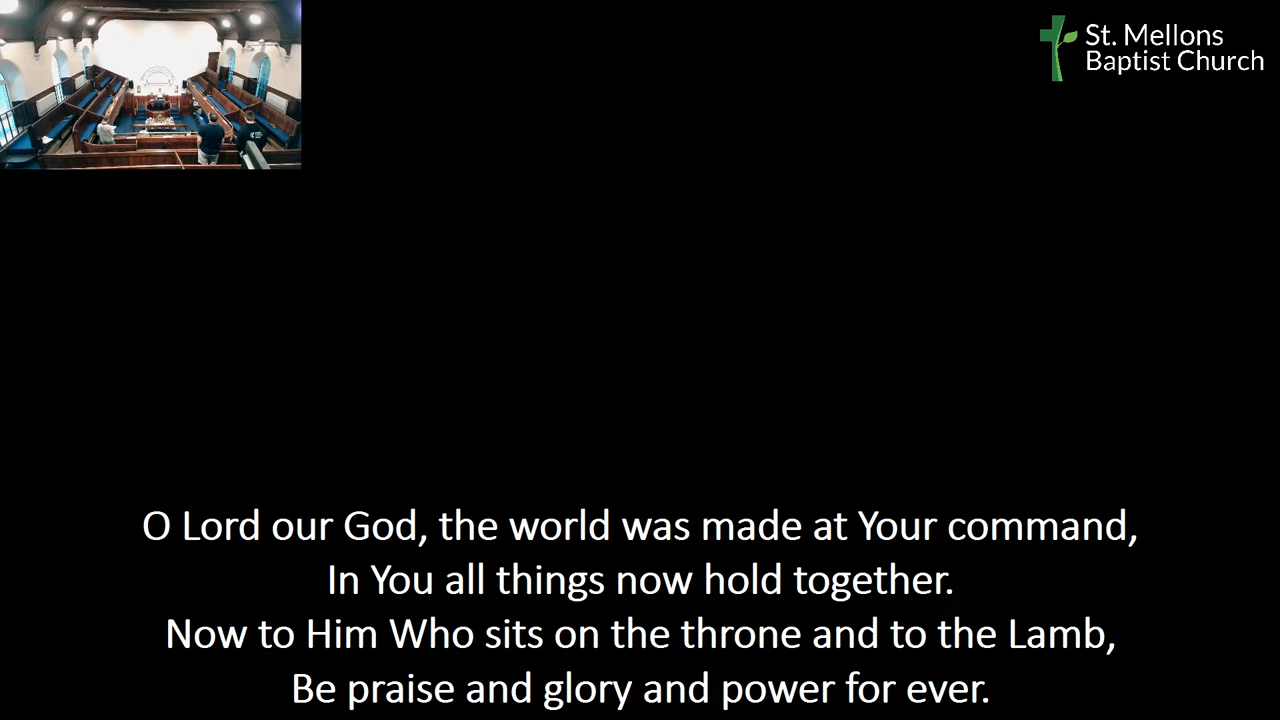 St. Mellons
Baptist Church
O Lord our God, the world was made at Your command,
In You all things now hold together.
Now to Him Who sits on the throne and to the Lamb,
Be praise and glory and power for ever.